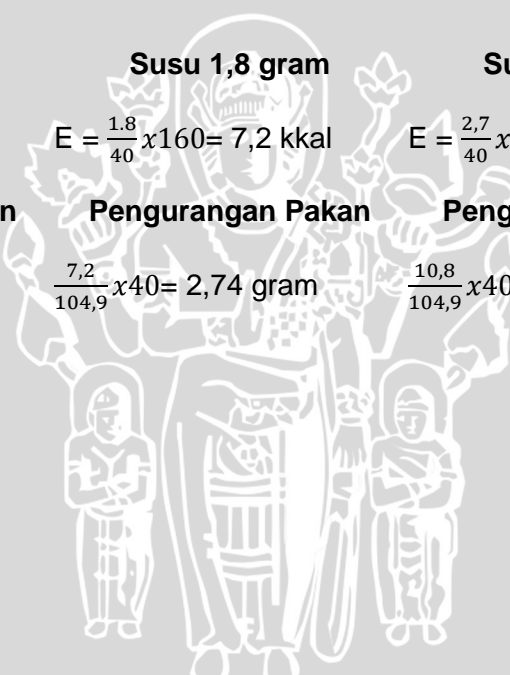 Susu 1,8 gram Su
E = 1.8/40 x160= 7,2 kkal E = 2,7/40 x
n Pengurangan Pakan Peng
7,2/104,9 x40= 2,74 gram 10,8/104,9 x40